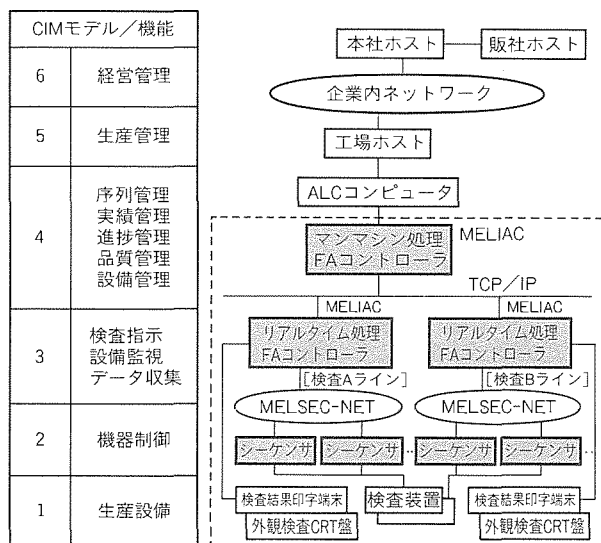 CIMモデル／機能
6
経営管理
5
生産管理
4
序列管理
実績管理
進捗管理
品質管理
設備管理
3
検査指示
設備監視
データ収集
2
機器制御
1
生産設備
本社ホスト
販社ホスト
企業内ネットワーク
工場ホスト
ALCコンピュータ
マンマシン処理
FAコントローラ
MELIAC
TCP／IP
MELIAC
リアルタイム処理
FAコントローラ
[検査Aライン]
MELSEC-NET
シーケンサ
シーケンサ
MELIAC
リアルタイム処理
FAコントローラ
[検査Bライン]
MELSEC-NET
シーケンサ
シーケンサ
検査結果印字端末
外観検査CRT盤
検査装置
検査結果印字端末
外観検査CRT盤